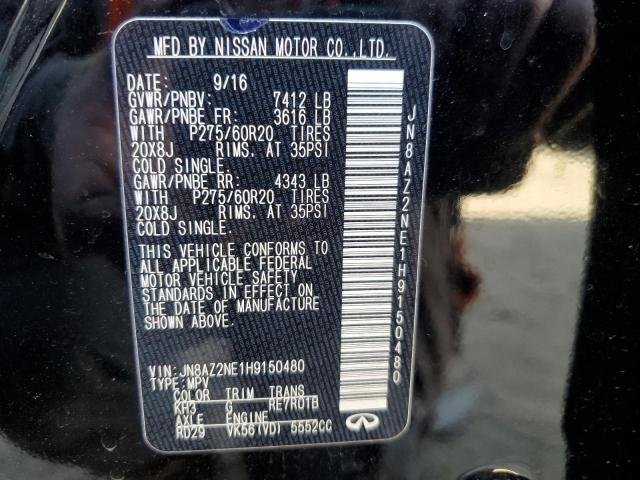 MFD BY NISSAN MOTOR CO.,LTD.
DATE: 9/16
GVWR/PNBV: 7412 LB
GAWR/PNBE FR: 3616 LB
WITH P275/60R20 TIRES
20X8J RIMS. AT 35PSI
COLD SINGLE.
GAWR/PNBE RR: 4343 LB
WITH P275/60R20 TIRES
20X8J RIMS. AT 35PSI
COLD SINGLE.
THIS VEHICLE CONFORMS TO
ALL APPLICABLE FEDERAL
MOTOR VEHICLE SAFETY
STANDARDS IN EFFECT ON
THE DATE OF MANUFACTURE
SHOWN ABOVE.
VIN:JN8AZ2NE1H9150480
TYPE:MPV
COLOR TRIM TRANS
KH3 G RE7R01B
AXLE ENGINE
RD29 VK56(VD) 5552CC
JN8AZ2NE1H9150480